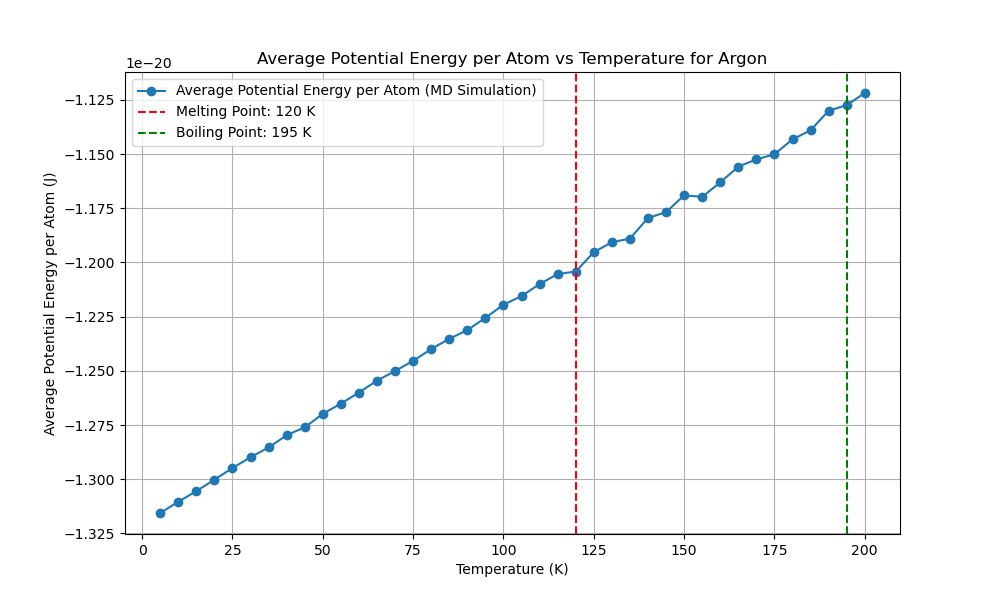 Average Potential Energy per Atom vs Temperature for Argon
1e−20
Average Potential Energy per Atom (MD Simulation)
Melting Point: 120 K
Boiling Point: 195 K
Average Potential Energy per Atom (J)
−1.125
−1.150
−1.175
−1.200
−1.225
−1.250
−1.275
−1.300
−1.325
0 25 50 75 100 125 150 175 200
Temperature (K)